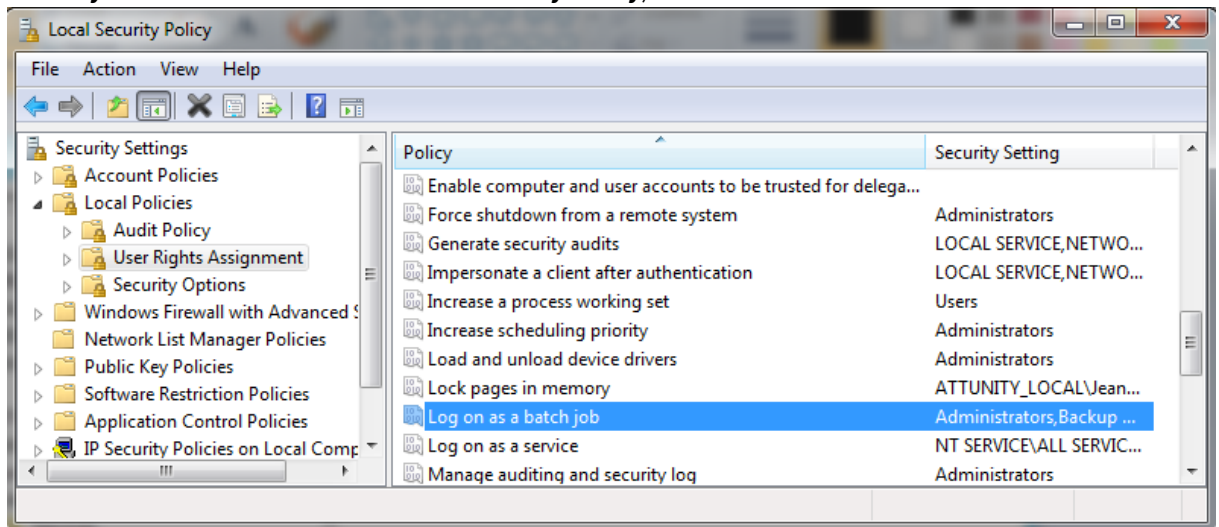 Local Security Policy
File Action View Help
Security Settings
Account Policies
Local Policies
Audit Policy
User Rights Assignment
Security Options
Windows Firewall with Advanced
Network List Manager Policies
Public Key Policies
Software Restriction Policies
Application Control Policies
IP Security Policies on Local Comp
Policy Security Setting
Enable computer and user accounts to be trusted for delega...
Force shutdown from a remote system Administrators
Generate security audits LOCAL SERVICE,NETWO...
Impersonate a client after authentication LOCAL SERVICE,NETWO...
Increase a process working set Users
Increase scheduling priority Administrators
Load and unload device drivers Administrators
Lock pages in memory ATTUNITY_LOCAL\Jean...
Log on as a batch job Administrators,Backup ...
Log on as a service NT SERVICE\ALL SERVIC...
Manage auditing and security log Administrators